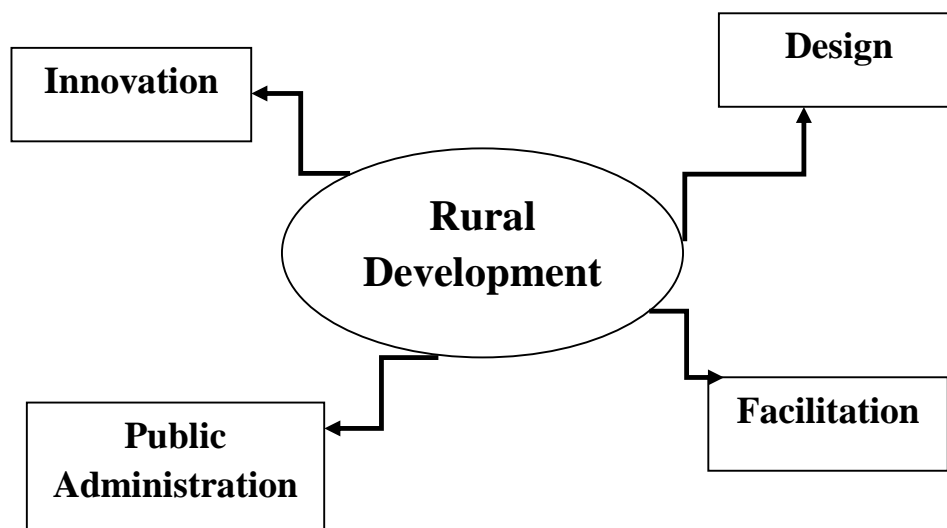 Innovation
Design
Rural
Development
Public
Administration
Facilitation